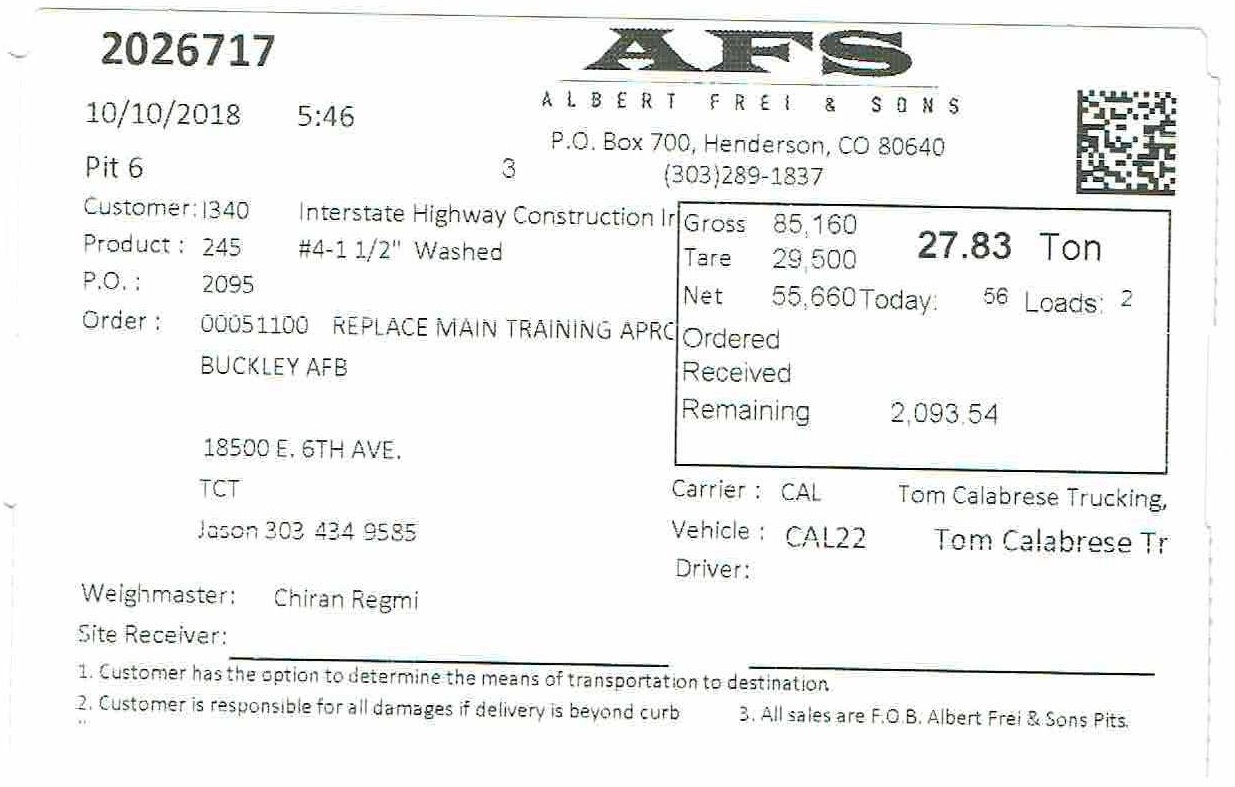 2026717
AFS
ALBERT FREI & SONS
10/10/2018 5:46
P.O. Box 700, Henderson, CO 80640
Pit 6 3 (303)289-1837
Customer: I340 Interstate Highway Construction Ir
Product : 245 #4-1 1/2" Washed
P.O. : 2095
Order : 00051100 REPLACE MAIN TRAINING APRC
BUCKLEY AFB
18500 E. 6TH AVE.
TCT
Jason 303 434 9585
Gross 85,160
Tare 29,500
27.83 Ton
Net 55,660 Today: 56 Loads: 2
Ordered
Received
Remaining 2,093.54
Carrier : CAL Tom Calabrese Trucking,
Vehicle : CAL22 Tom Calabrese Tr
Driver:
Weighmaster: Chiran Regmi
Site Receiver:
1. Customer has the option to determine the means of transportation to destination
2. Customer is responsible for all damages if delivery is beyond curb 3. All sales are F.O.B. Albert Frei & Sons Pits.